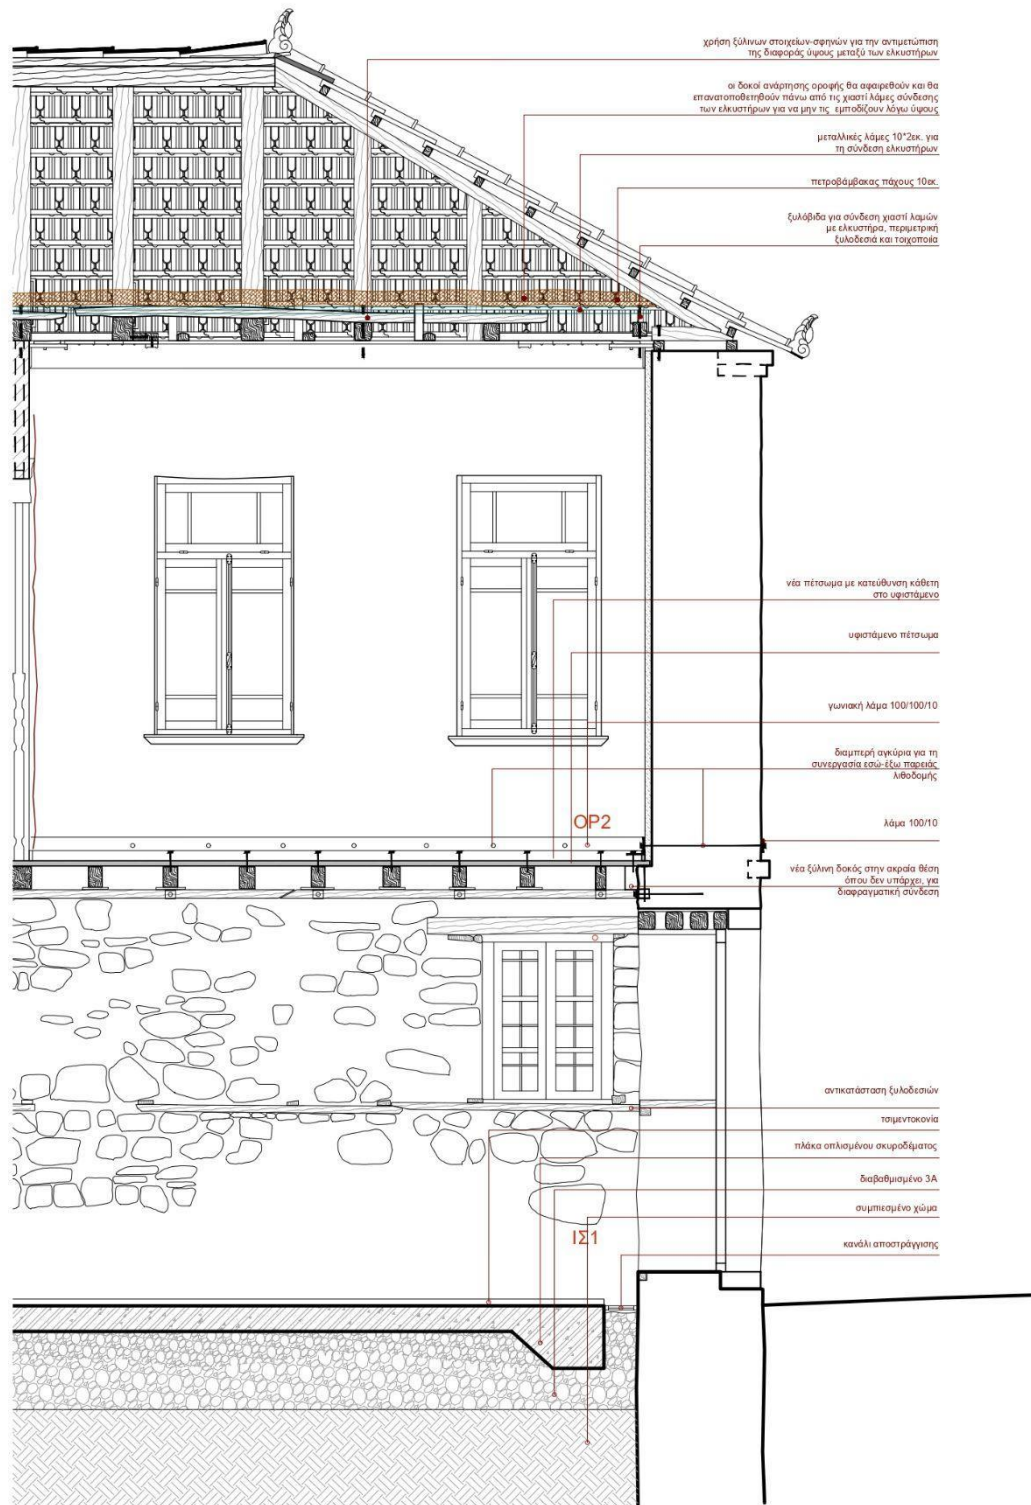 χρήση ξύλινων στοιχείων-σφηνών για την αντιμετώπιση
της διαφοράς ύψους μεταξύ των ελκυστήρων
οι δοκοί ανάρτησης οροφής θα αφαιρεθούν και θα
επανατοποθετηθούν πάνω από τις χιαστί λάμες σύνδεσης
των ελκυστήρων για να μην τις εμποδίζουν λόγω ύψους
μεταλλικές λάμες 10*2εκ. για
τη σύνδεση ελκυστήρων
πετροβάμβακας πάχους 10εκ.
ξυλόβιδα για σύνδεση χιαστί λαμών
με ελκυστήρα, περιμετρική
ξυλοδεσιά και τοιχοποιία
νέα πέτσωμα με κατεύθυνση κάθετη
στο υφιστάμενο
υφιστάμενο πέτσωμα
γωνιακή λάμα 100/100/10
διαμπερή αγκύρια για τη
συνεργασία εσώ-έξω παρειάς
λιθοδομής
ΟΡ2
λάμα 100/10
νέα ξύλινη δοκός στην ακραία θέση
όπου δεν υπάρχει, για
διαφραγματική σύνδεση
αντικατάσταση ξυλοδεσιών
τσιμεντοκονία
πλάκα οπλισμένου σκυροδέματος
διαβαθμισμένο 3Α
συμπιεσμένο χώμα
ΙΣ1
κανάλι αποστράγγισης